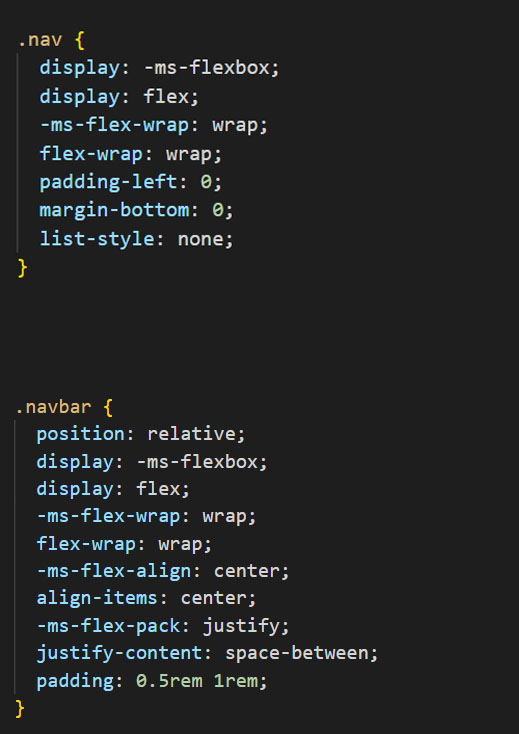 .nav {
display: -ms-flexbox;
display: flex;
-ms-flex-wrap: wrap;
flex-wrap: wrap;
padding-left: 0;
margin-bottom: 0;
list-style: none;
}
.navbar {
position: relative;
display: -ms-flexbox;
display: flex;
-ms-flex-wrap: wrap;
flex-wrap: wrap;
-ms-flex-align: center;
align-items: center;
-ms-flex-pack: justify;
justify-content: space-between;
padding: 0.5rem 1rem;
}